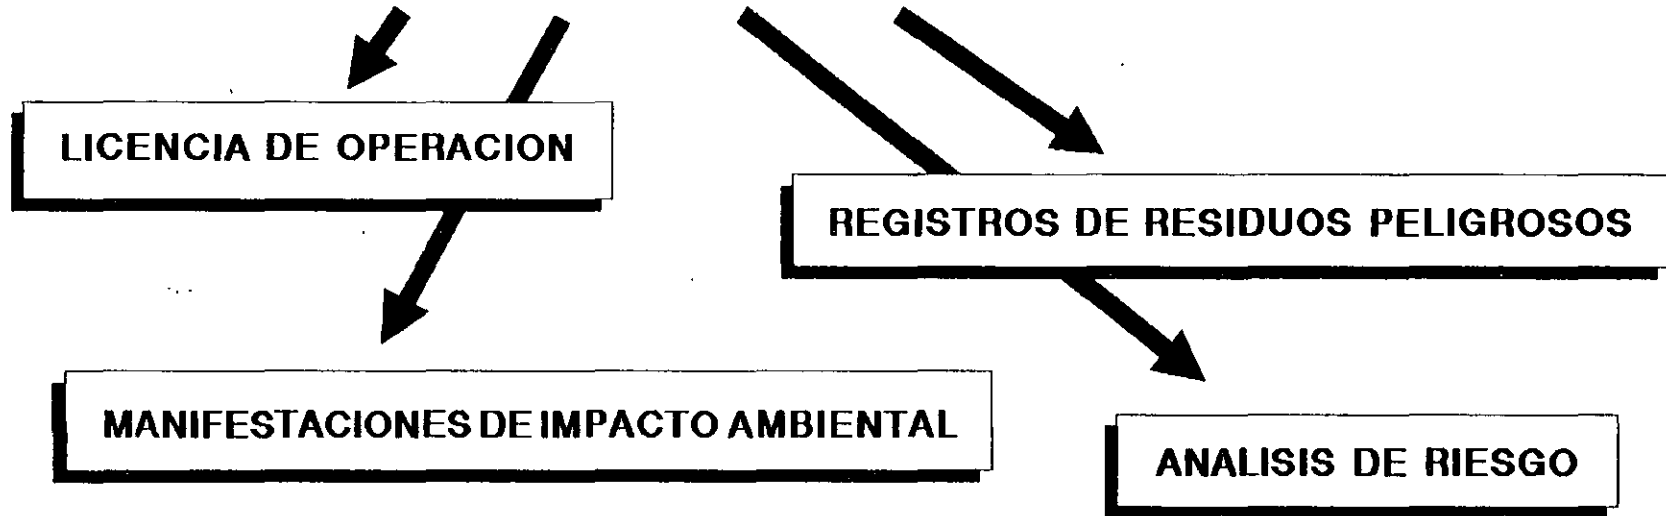 LICENCIA DE OPERACION
REGISTROS DE RESIDUOS PELIGROSOS
MANIFESTACIONES DE IMPACTO AMBIENTAL
ANALISIS DE RIESGO